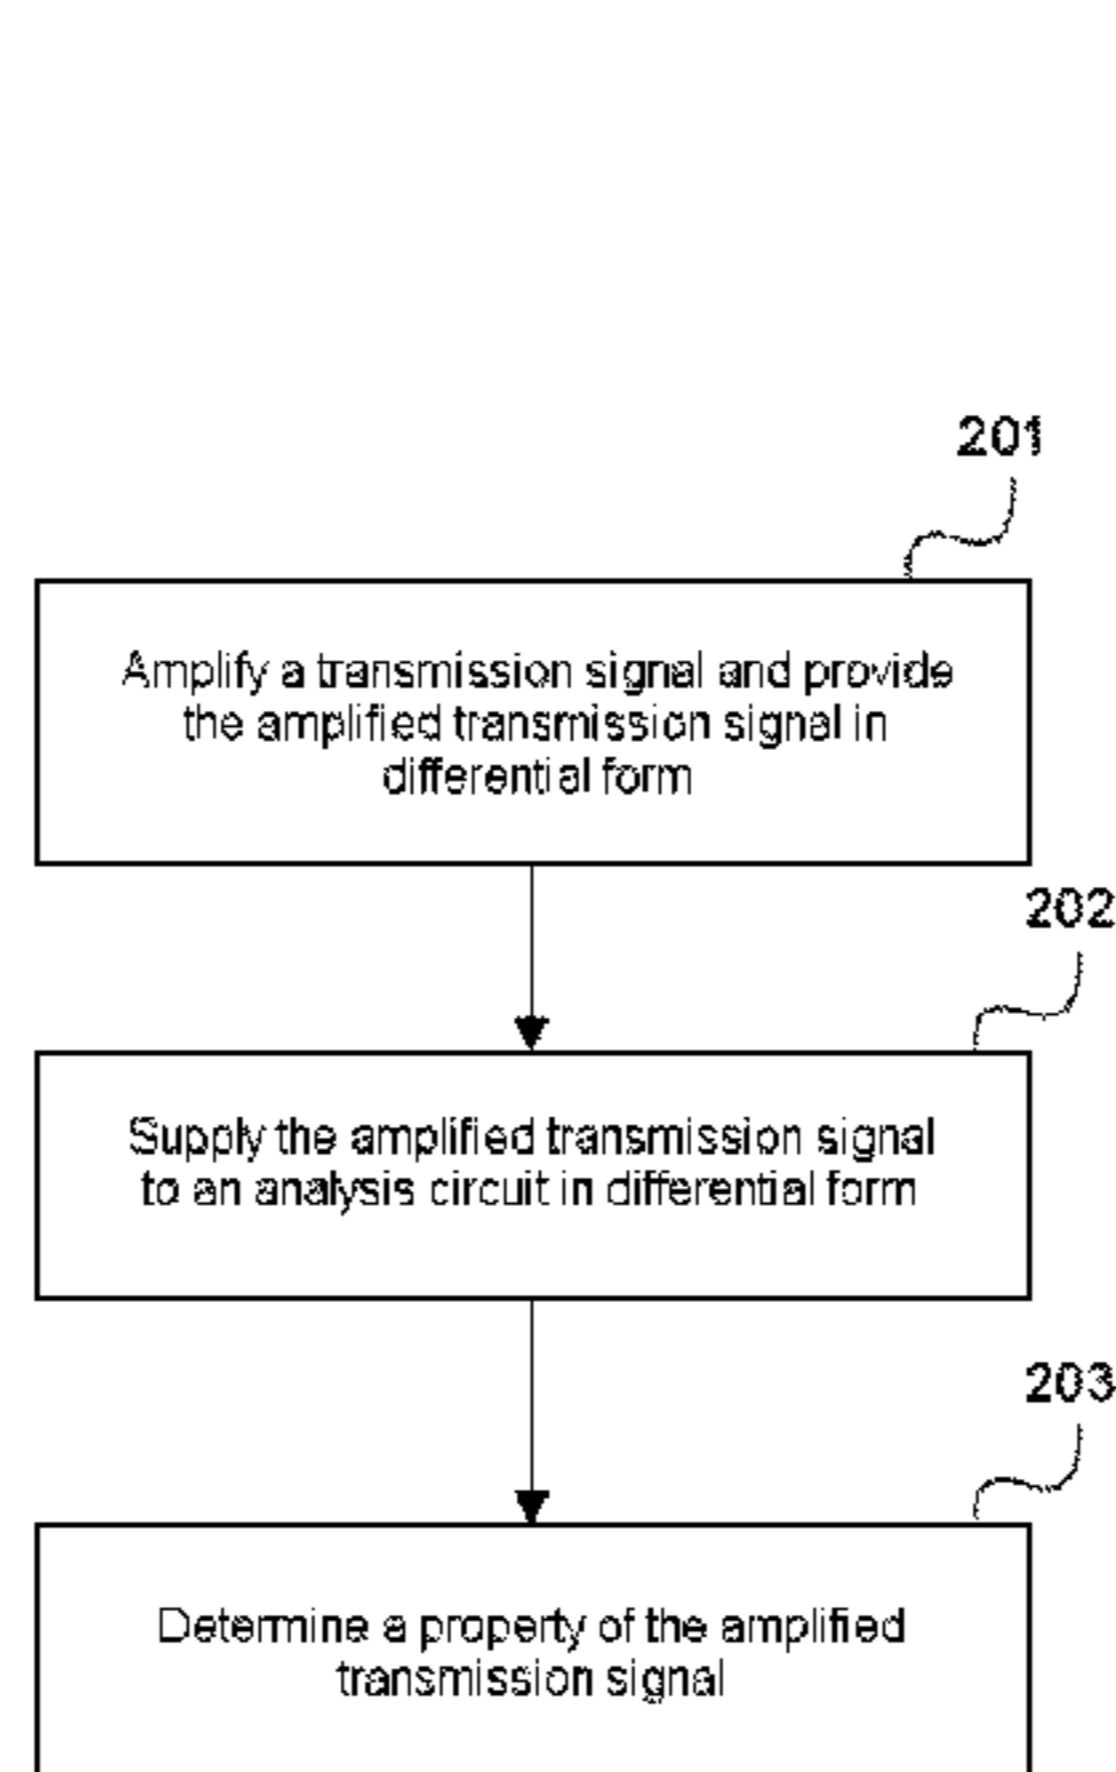 201
Amplify a transmission signal and provide
the amplified transmission signal in
differential form
202
Supply the amplified transmission signal
to an analysis circuit in differential form
203
Determine a property of the amplified
transmission signal